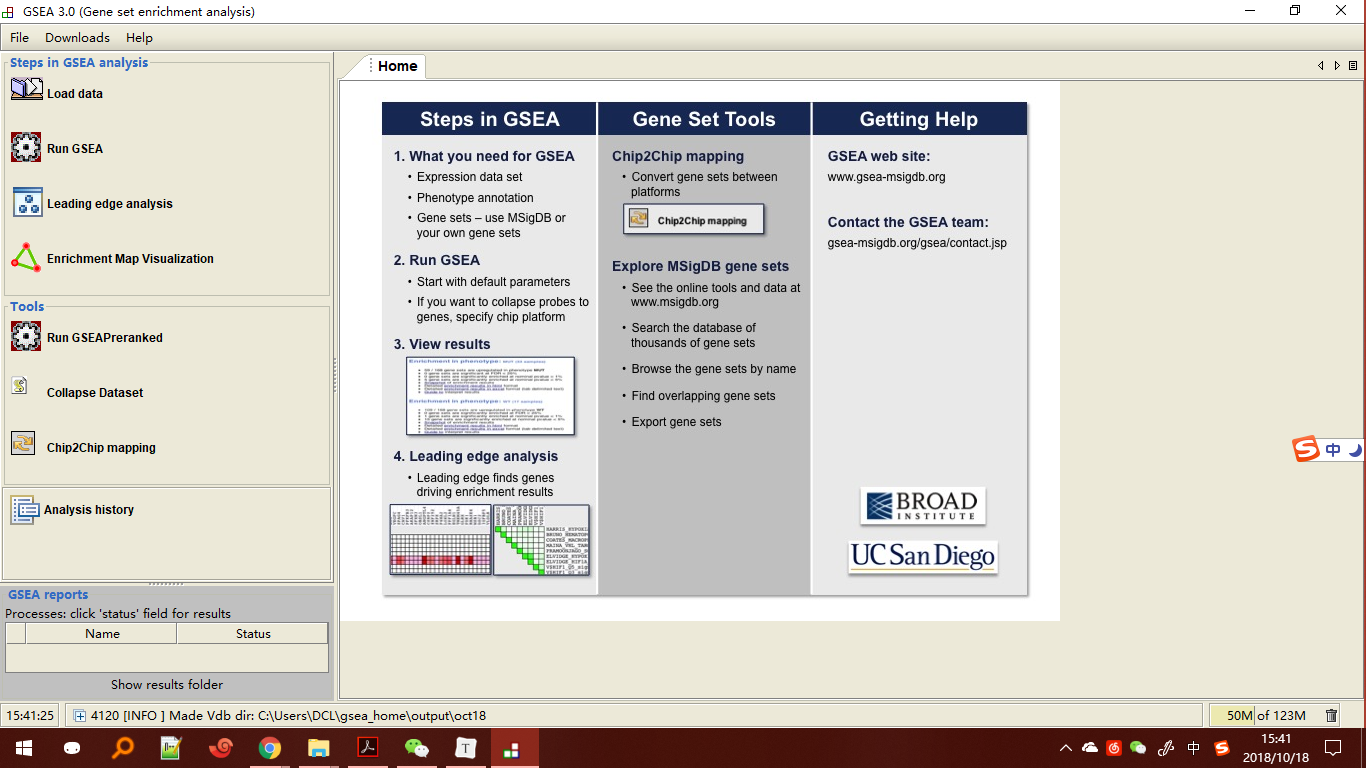 GSEA 3.0 (Gene set enrichment analysis)
File Downloads Help
Steps in GSEA analysis
Load data
Run GSEA
Leading edge analysis
Enrichment Map Visualization
Tools
Run GSEAPreranked
Collapse Dataset
Chip2Chip mapping
Analysis history
GSEA reports
Processes: click 'status' field for results
Name Status
Show results folder
Home
Steps in GSEA
1. What you need for GSEA
• Expression data set
• Phenotype annotation
• Gene sets – use MSigDB or
your own gene sets
2. Run GSEA
• Start with default parameters
• If you want to collapse probes to
genes, specify chip platform
3. View results
Enrichment in phenotype:
Enrichment in phenotype:
4. Leading edge analysis
• Leading edge finds genes
driving enrichment results
Gene Set Tools
Chip2Chip mapping
• Convert gene sets between
platforms
Chip2Chip mapping
Explore MSigDB gene sets
• See the online tools and data at
www.msigdb.org
• Search the database of
thousands of gene sets
• Browse the gene sets by name
• Find overlapping gene sets
• Export gene sets
Getting Help
GSEA web site:
www.gsea-msigdb.org
Contact the GSEA team:
gsea-msigdb.org/gsea/contact.jsp
BROAD
INSTITUTE
UC San Diego
中
15:41:25
4120 [INFO ] Made Vdb dir: C:\Users\DCL\gsea_home\output\oct18
50M of 123M
中
15:41
2018/10/18